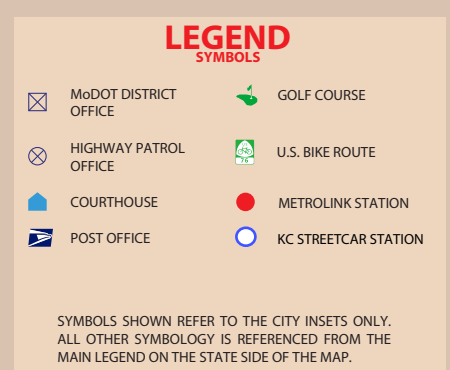 LEGEND
SYMBOLS
MoDOT DISTRICT
OFFICE
HIGHWAY PATROL
OFFICE
COURTHOUSE
POST OFFICE
GOLF COURSE
76
U.S. BIKE ROUTE
METROLINK STATION
KC STREETCAR STATION
SYMBOLS SHOWN REFER TO THE CITY INSETS ONLY.
ALL OTHER SYMBOLOGY IS REFERENCED FROM THE
MAIN LEGEND ON THE STATE SIDE OF THE MAP.